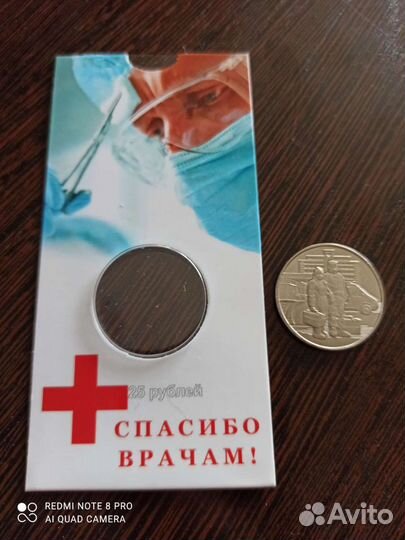 25 рублей
СПАСИБО
ВРАЧАМ!
REDMI NOTE 8 PRO
AI QUAD CAMERA
Avito